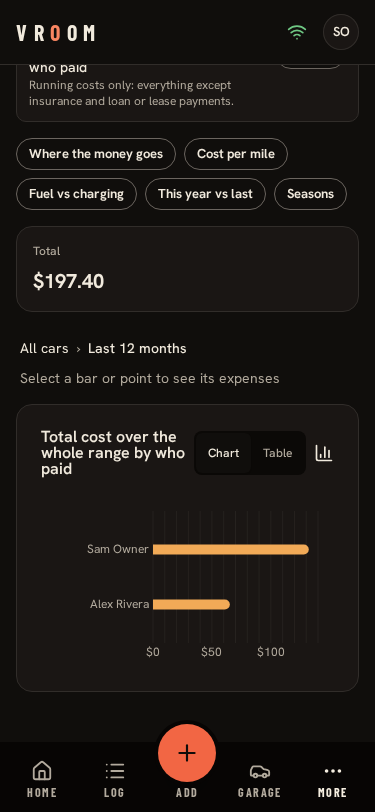 VROOM
SO
who paid
Running costs only: everything except
insurance and loan or lease payments.
Where the money goes
Cost per mile
Fuel vs charging
This year vs last
Seasons
Total
$197.40
All cars › Last 12 months
Select a bar or point to see its expenses
Total cost over the
whole range by who
paid
Chart
Table
Sam Owner
Alex Rivera
$0 $50 $100
HOME
LOG
ADD
GARAGE
MORE